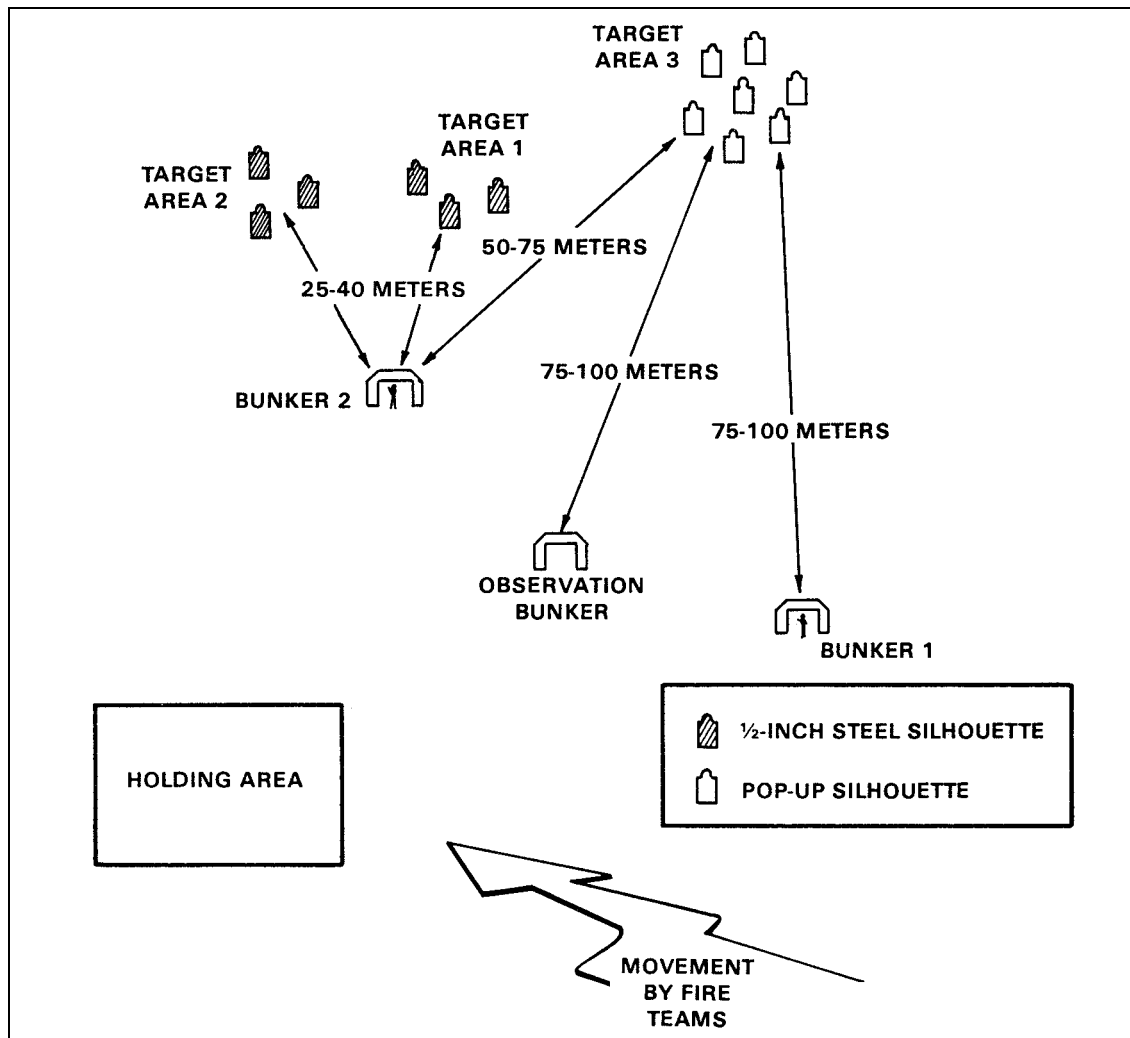 TARGET
AREA 3
TARGET
AREA 1
TARGET
AREA 2
50-75 METERS
25-40 METERS
75-100 METERS
BUNKER 2
75-100 METERS
OBSERVATION
BUNKER
BUNKER 1
½-INCH STEEL SILHOUETTE
HOLDING AREA
POP-UP SILHOUETTE
MOVEMENT
BY FIRE
TEAMS